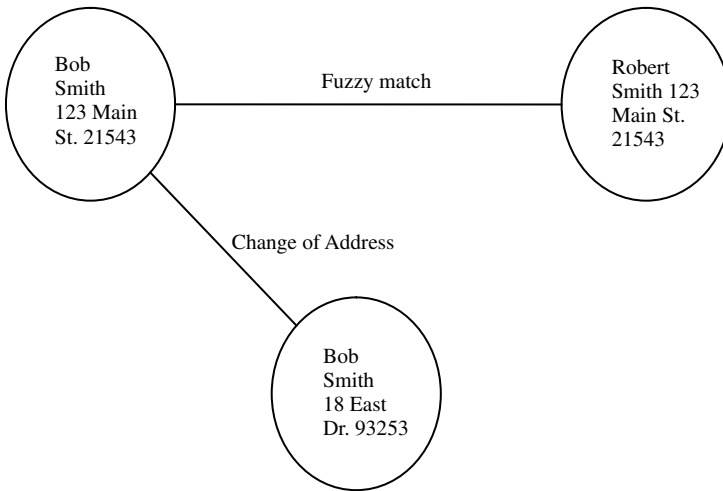 Bob
Smith
123 Main
St. 21543
Fuzzy match
Robert
Smith 123
Main St.
21543
Change of Address
Bob
Smith
18 East
Dr. 93253